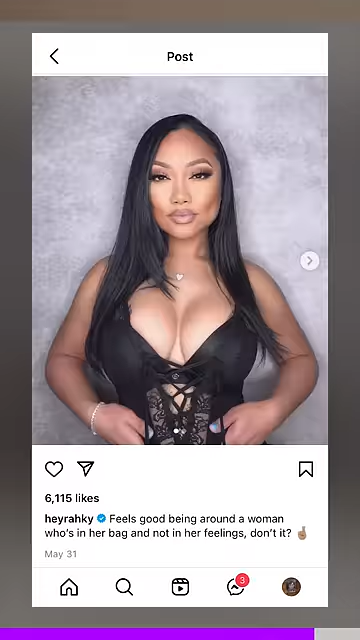 Post
6,115 likes
heyrahky Feels good being around a woman
who's in her bag and not in her feelings, don't it? 🤞🏽
May 31
3